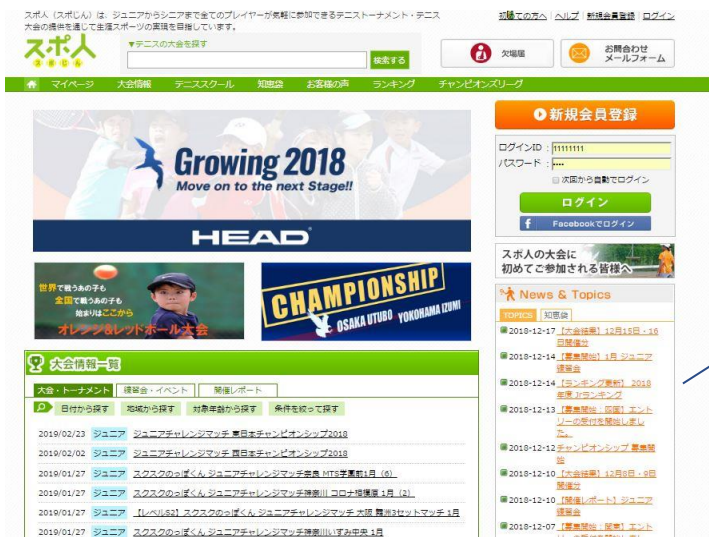 スポ人（スポじん）は、ジュニアからシニアまで全てのプレイヤーが気軽に参加できるテニストーナメント・テニス
大会の提供を通じて生涯スポーツの実現を目指しています。
初めての方へ ヘルプ 新規会員登録 ログイン
スポ人
スポじん
▼テニスの大会を探す
検索する
欠場届
お問合わせ
メールフォーム
マイページ 大会情報 テニススクール 知恵袋 お客様の声 ランキング チャンピオンズリーグ
Growing 2018
Move on to the next Stage!!
HEAD
新規会員登録
ログインID : 11111111
パスワード : ••••
次回から自動でログイン
ログイン
f Facebookでログイン
スポ人の大会に
初めてご参加される皆様へ
世界で戦うあの子も
全国で戦うあの子も
始まりはここから
オレンジ&レッドボール大会
CHAMPIONSHIP
OSAKA UTUBO YOKOHAMA IZUMI
News & Topics
TOPICS 知恵袋
2018-12-17 【大会結果】12月15日・16
日開催分
2018-12-14 【募集開始】1月 ジュニア
練習会
2018-12-14 【ランキング更新】 2018
年度 Jrランキング
2018-12-13 【募集開始：四国】エント
リーの受付を開始しまし
た。
2018-12-12 チャンピオンシップ 募集開
始
2018-12-10 【大会結果】12月8日・9日
開催分
2018-12-10 【開催レポート】ジュニア
練習会
2018-12-07 【募集開始：関東】エント
大会情報一覧
大会・トーナメント 練習会・イベント 開催レポート
日付から探す 地域から探す 対象年齢から探す 条件を絞って探す
2019/02/23 ジュニア ジュニアチャレンジマッチ 東日本チャンピオンシップ2018
2019/02/02 ジュニア ジュニアチャレンジマッチ 西日本チャンピオンシップ2018
2019/01/27 ジュニア スクスクのっぽくん ジュニアチャレンジマッチ奈良 MTS学園前1月（6）
2019/01/27 ジュニア スクスクのっぽくん ジュニアチャレンジマッチ神奈川 コロナ相模原 1月（2）
2019/01/27 ジュニア 【レベルS2】スクスクのっぽくん ジュニアチャレンジマッチ 大阪 舞洲3セットマッチ 1月
2019/01/27 ジュニア スクスクのっぽくん ジュニアチャレンジマッチ神奈川いずみ中央 1月